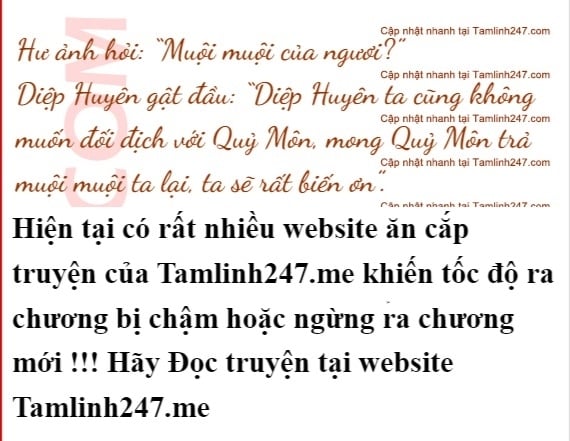 Cập nhật nhanh tại Tamlinh247.com
Hư ảnh hỏi: “Muội muội của ngươi?”
Cập nhật nhanh tại Tamlinh247.com
Diệp Huyên gật đầu: “Diệp Huyên ta cũng không
Cập nhật nhanh tại Tamlinh247.com
muốn đối địch với Quỷ Môn, mong Quỷ Môn trả
Cập nhật nhanh tại Tamlinh247.com
muội muội ta lại, ta sẽ rất biến ơn”.
Cập nhật nhanh tại Tamlinh247.com
COM
Hiện tại có rất nhiều website ăn cắp
truyện của Tamlinh247.me khiến tốc độ ra
chương bị chậm hoặc ngừng ra chương
mới !!! Hãy Đọc truyện tại website
Tamlinh247.me